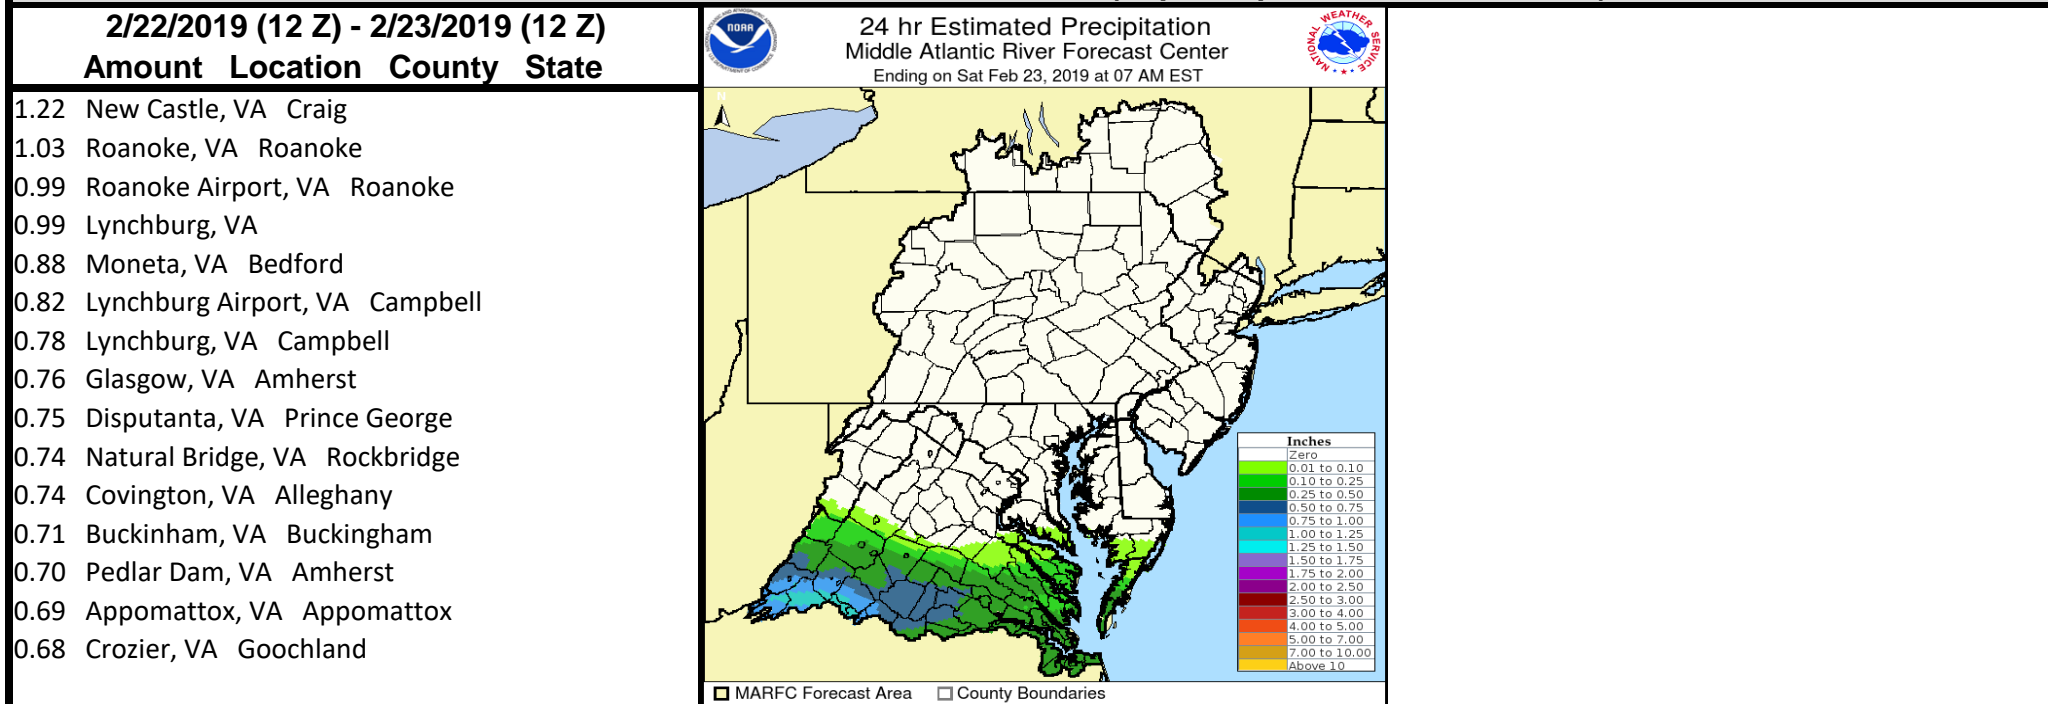 2/22/2019 (12 Z) - 2/23/2019 (12 Z)
Amount Location County State
1.22 New Castle, VA Craig
1.03 Roanoke, VA Roanoke
0.99 Roanoke Airport, VA Roanoke
0.99 Lynchburg, VA
0.88 Moneta, VA Bedford
0.82 Lynchburg Airport, VA Campbell
0.78 Lynchburg, VA Campbell
0.76 Glasgow, VA Amherst
0.75 Disputanta, VA Prince George
0.74 Natural Bridge, VA Rockbridge
0.74 Covington, VA Alleghany
0.71 Buckinham, VA Buckingham
0.70 Pedlar Dam, VA Amherst
0.69 Appomattox, VA Appomattox
0.68 Crozier, VA Goochland
24 hr Estimated Precipitation
Middle Atlantic River Forecast Center
Ending on Sat Feb 23, 2019 at 07 AM EST
NOAA
NATIONAL WEATHER SERVICE
N
Inches
Zero
0.01 to 0.10
0.10 to 0.25
0.25 to 0.50
0.50 to 0.75
0.75 to 1.00
1.00 to 1.25
1.25 to 1.50
1.50 to 1.75
1.75 to 2.00
2.00 to 2.50
2.50 to 3.00
3.00 to 4.00
4.00 to 5.00
5.00 to 7.00
7.00 to 10.00
Above 10
MARFC Forecast Area County Boundaries